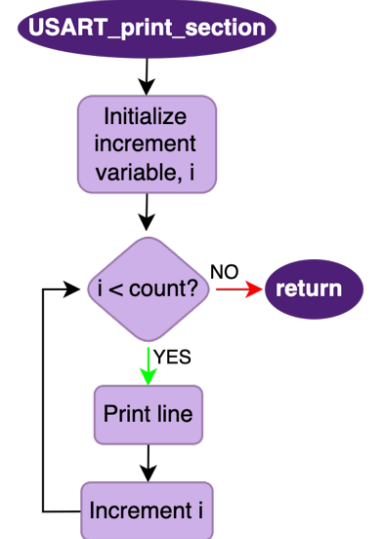 USART_print_section
Initialize
increment
variable, i
i < count?
NO
return
YES
Print line
Increment i